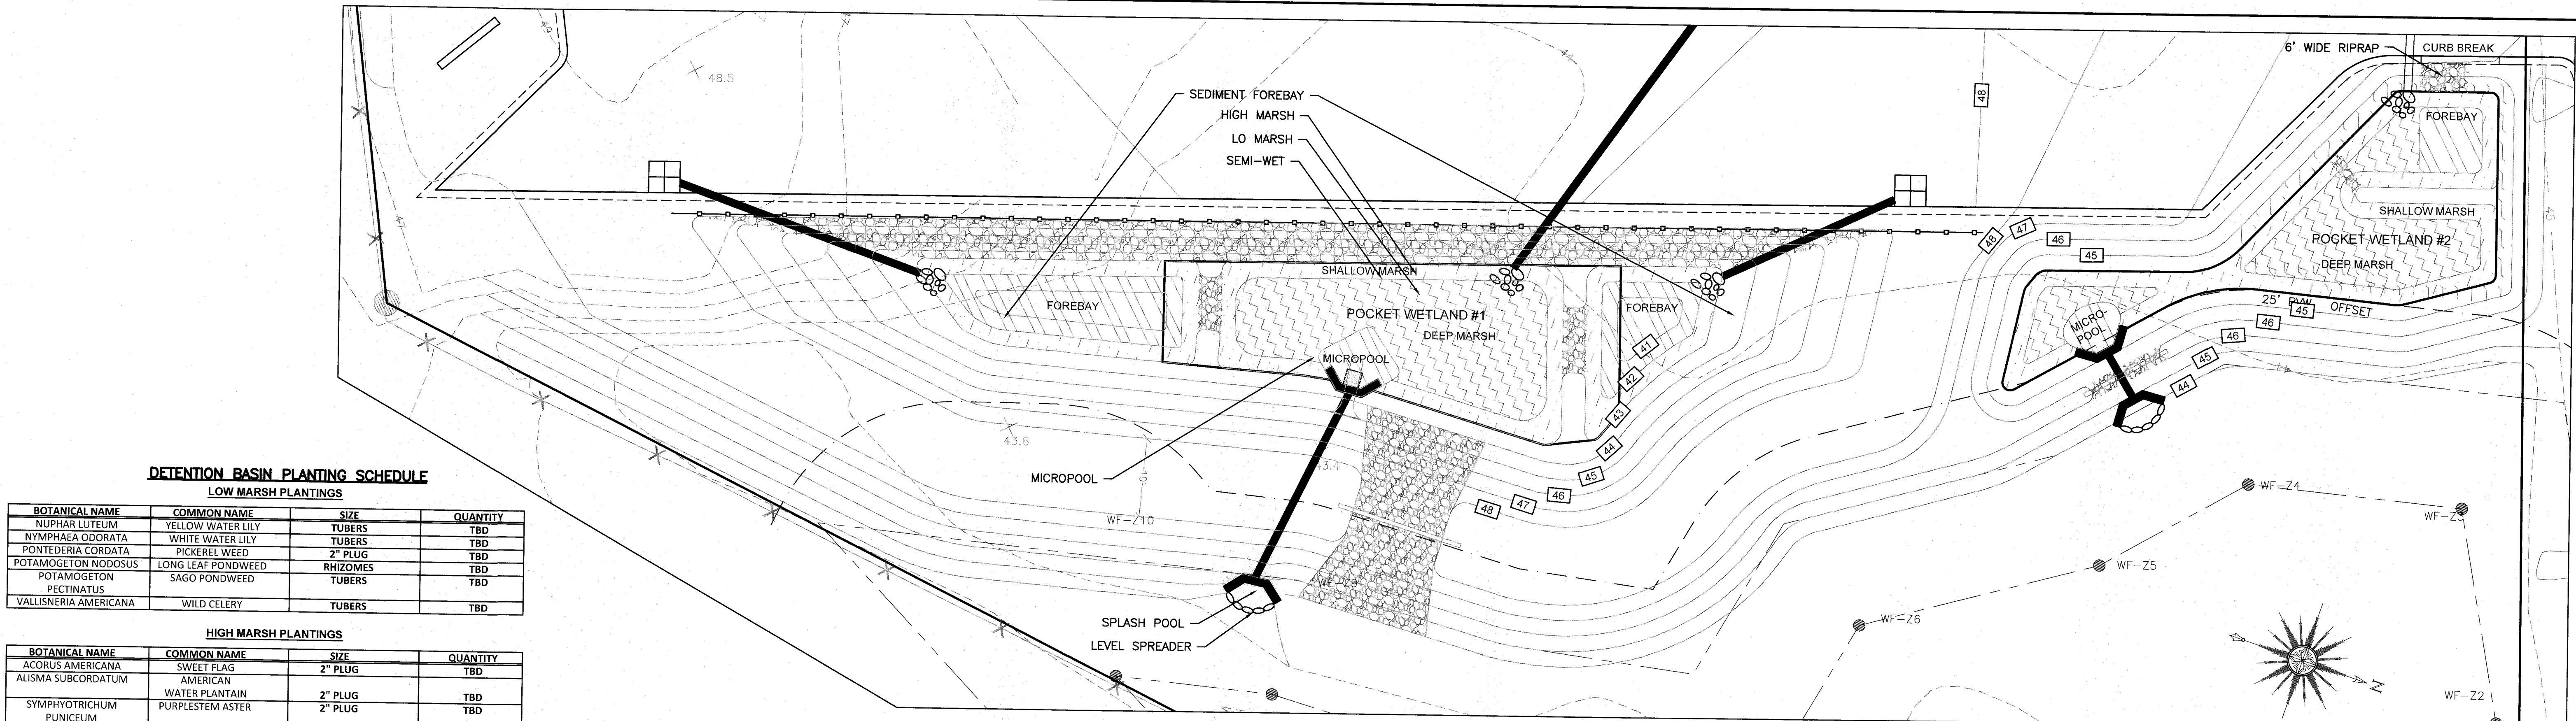 6' WIDE RIPRAP
CURB BREAK
49
47
48.5
44
48
SEDIMENT FOREBAY
HIGH MARSH
LO MARSH
SEMI-WET
FOREBAY
SHALLOW MARSH
POCKET WETLAND #2
DEEP MARSH
45
47
48
47
46
45
SHALLOW MARSH
FOREBAY
POCKET WETLAND #1
DEEP MARSH
FOREBAY
MICROPOOL
25'
OFFSET
45
46
46
45
44
44
MICRO-
POOL
41
42
43
44
45
46
47
48
43.6
43.4
10
MICROPOOL
WF-Z10
WF-Z9
WF-Z4
WF-Z3
WF-Z5
WF-Z6
WF-Z2
SPLASH POOL
LEVEL SPREADER
N
DETENTION BASIN PLANTING SCHEDULE
LOW MARSH PLANTINGS
BOTANICAL NAME COMMON NAME SIZE QUANTITY
NUPHAR LUTEUM YELLOW WATER LILY TUBERS TBD
NYMPHAEA ODORATA WHITE WATER LILY TUBERS TBD
PONTEDERIA CORDATA PICKEREL WEED 2" PLUG TBD
POTAMOGETON NODOSUS LONG LEAF PONDWEED RHIZOMES TBD
POTAMOGETON SAGO PONDWEED TUBERS TBD
PECTINATUS
VALLISNERIA AMERICANA WILD CELERY TUBERS TBD
HIGH MARSH PLANTINGS
BOTANICAL NAME COMMON NAME SIZE QUANTITY
ACORUS AMERICANA SWEET FLAG 2" PLUG TBD
ALISMA SUBCORDATUM AMERICAN
WATER PLANTAIN 2" PLUG TBD
SYMPHYOTRICHUM PURPLESTEM ASTER 2" PLUG TBD
PUNICEUM